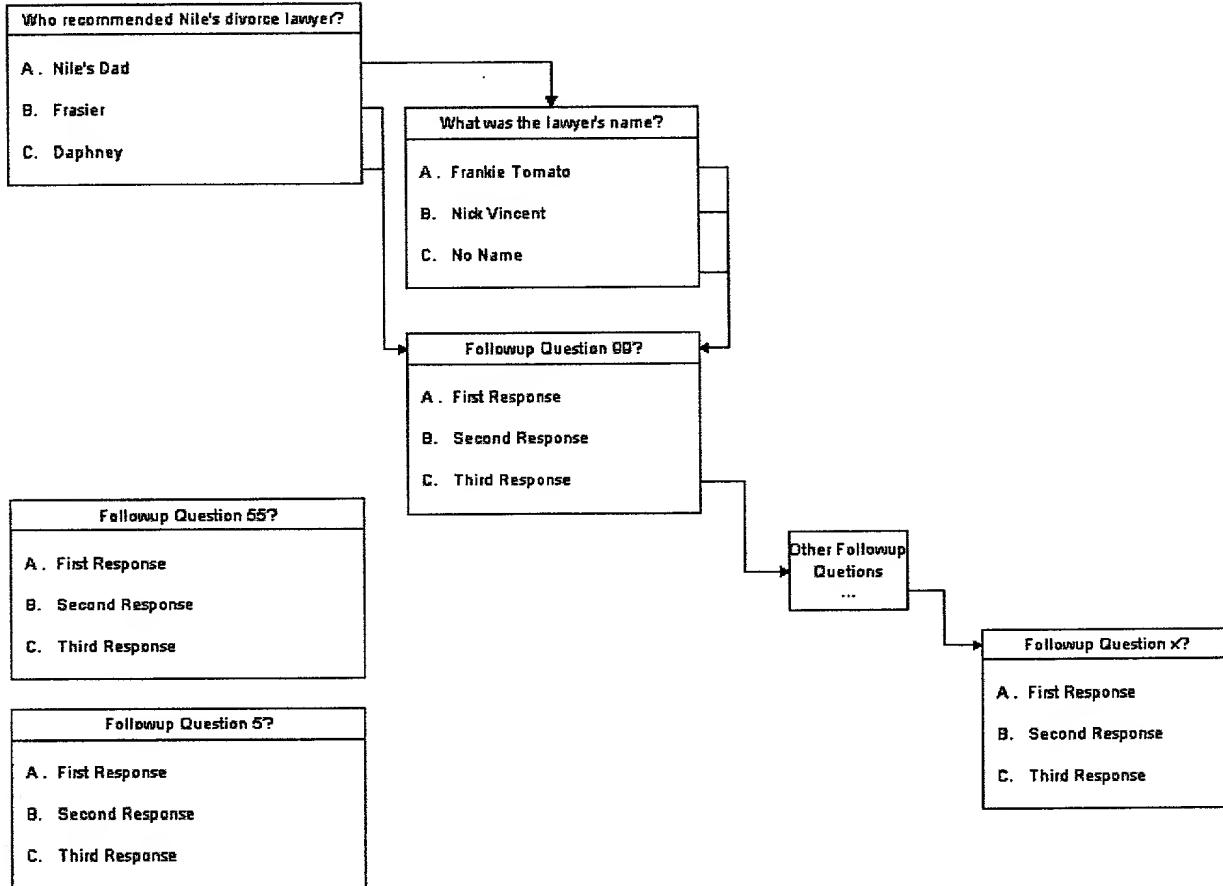 Who recommended Nile's divorce lawyer?
A. Nile's Dad
B. Frasier
C. Daphney
What was the lawyer's name?
A. Frankie Tomato
B. Nick Vincent
C. No Name
Followup Question 99?
A. First Response
B. Second Response
C. Third Response
Followup Question 55?
A. First Response
B. Second Response
C. Third Response
Other Followup
Quetions
...
Followup Question x?
A. First Response
B. Second Response
C. Third Response
Followup Question 5?
A. First Response
B. Second Response
C. Third Response